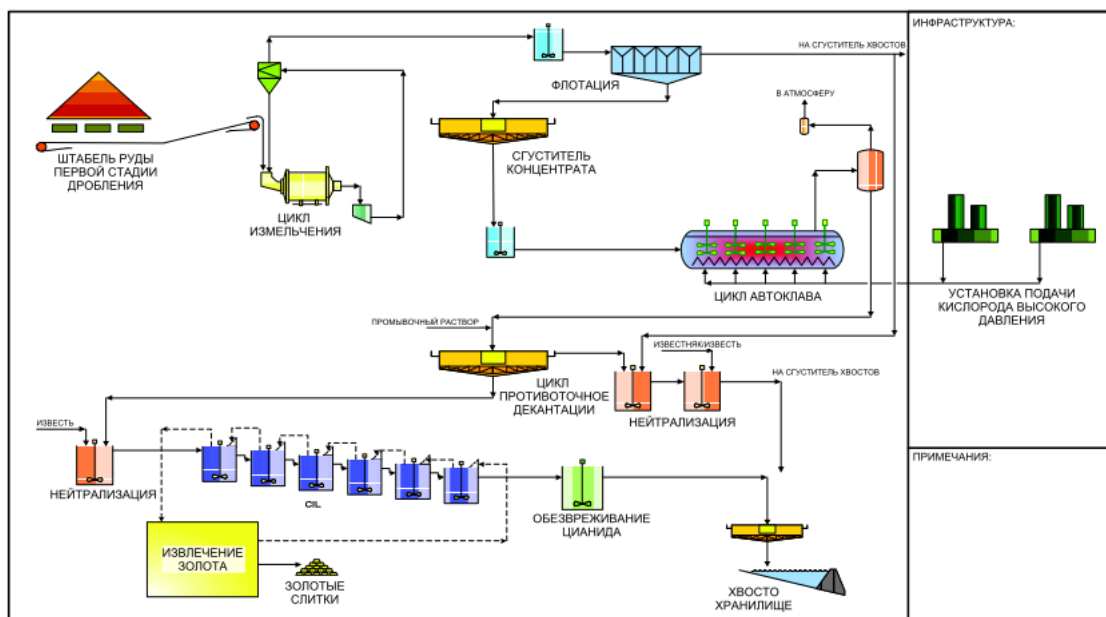 ИНФРАСТРУКТУРА:
НА СГУСТИТЕЛЬ ХВОСТОВ
ФЛОТАЦИЯ
В АТМОСФЕРУ
ШТАБЕЛЬ РУДЫ
ПЕРВОЙ СТАДИИ
ДРОБЛЕНИЯ
СГУСТИТЕЛЬ
КОНЦЕНТРАТА
ЦИКЛ
ИЗМЕЛЬЧЕНИЯ
ЦИКЛ АВТОКЛАВА
УСТАНОВКА ПОДАЧИ
КИСЛОРОДА ВЫСОКОГО
ДАВЛЕНИЯ
ПРОМЫВОЧНЫЙ РАСТВОР
ИЗВЕСТНЯК/ИЗВЕСТЬ
ЦИКЛ
ПРОТИВОТОЧНОЕ
ДЕКАНТАЦИИ
НА СГУСТИТЕЛЬ ХВОСТОВ
НЕЙТРАЛИЗАЦИЯ
ИЗВЕСТЬ
НЕЙТРАЛИЗАЦИЯ
CIL
ОБЕЗВРЕЖИВАНИЕ
ЦИАНИДА
ПРИМЕЧАНИЯ:
ИЗВЛЕЧЕНИЕ
ЗОЛОТА
ЗОЛОТЫЕ
СЛИТКИ
ХВОСТО
ХРАНИЛИЩЕ